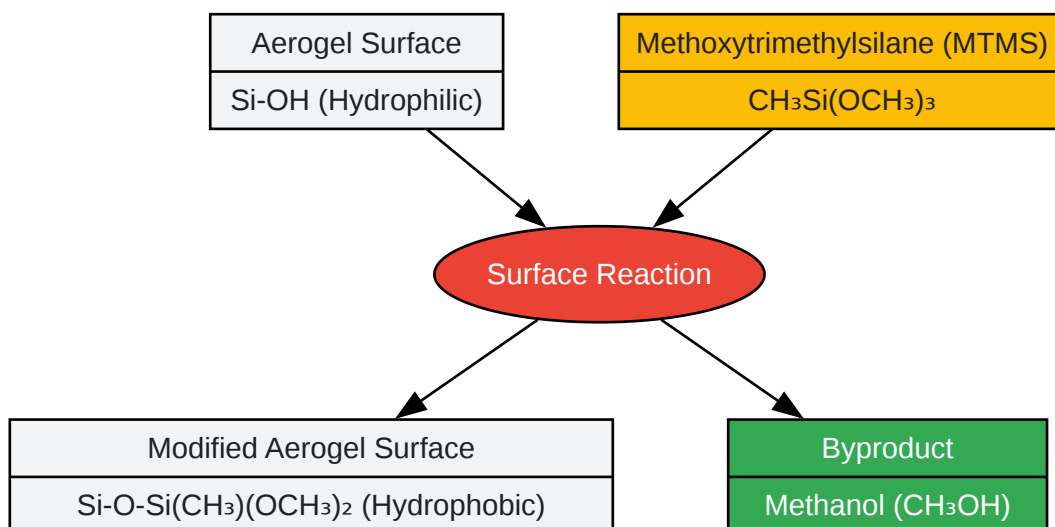 Aerogel Surface
Si-OH (Hydrophilic)
Methoxytrimethylsilane (MTMS)
CH₃Si(OCH₃)₃
Surface Reaction
Modified Aerogel Surface
Si-O-Si(CH₃)(OCH₃)₂ (Hydrophobic)
Byproduct
Methanol (CH₃OH)